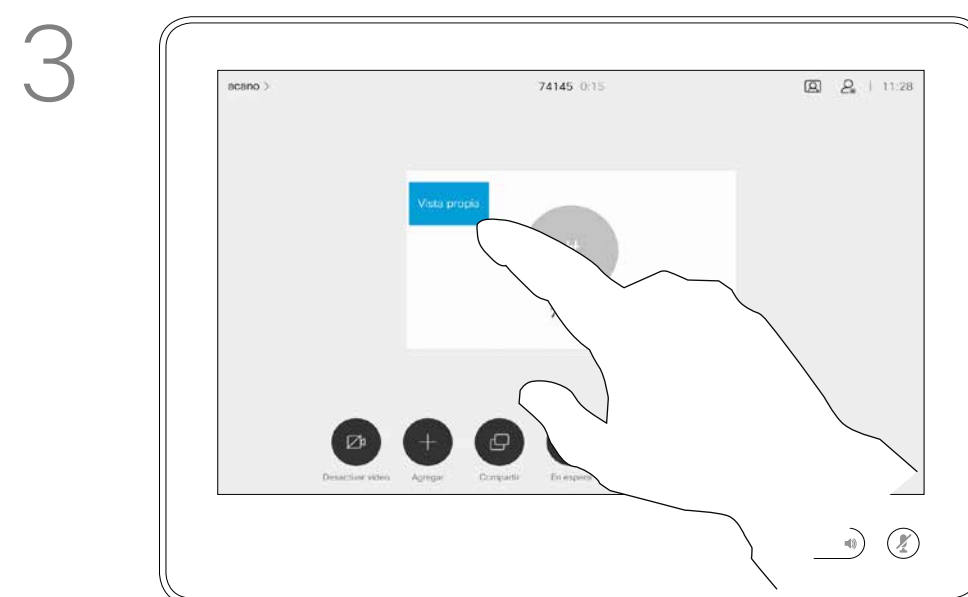 3
acano >
74145 0:15
11:28
Vista propia
Desactivar video
Agregar
Compartir
En espera